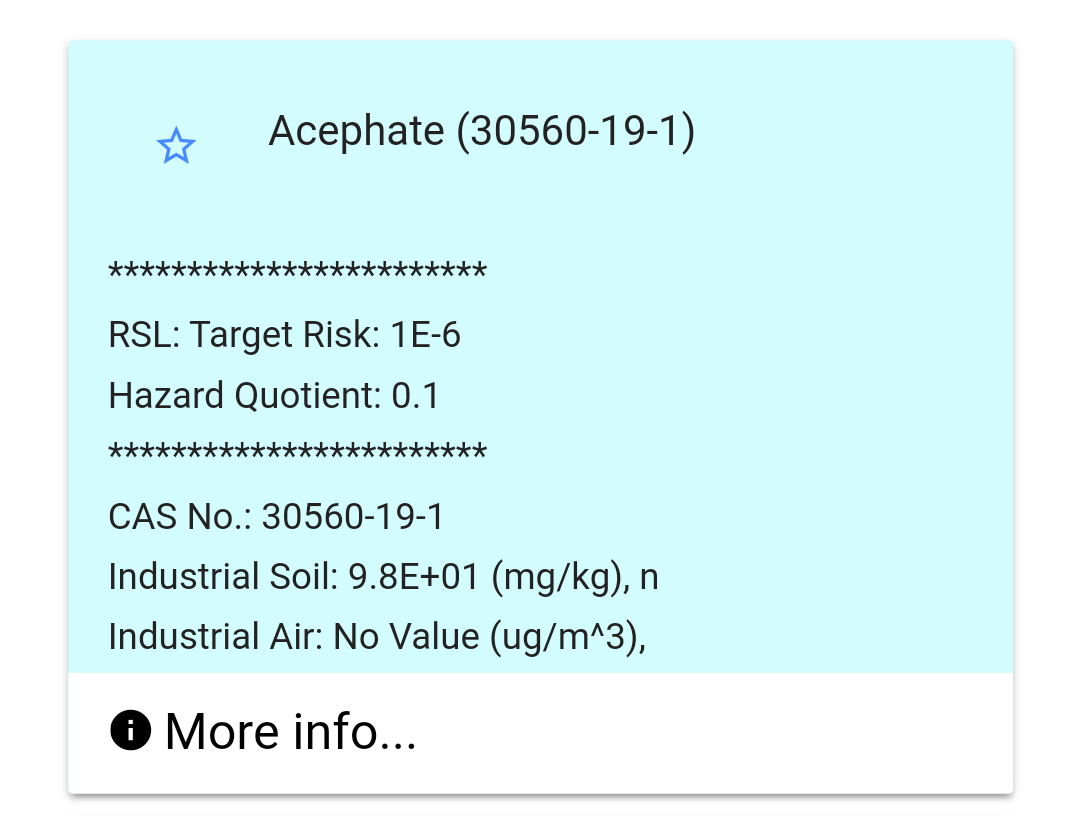 Acephate (30560-19-1)
************************
RSL: Target Risk: 1E-6
Hazard Quotient: 0.1
************************
CAS No.: 30560-19-1
Industrial Soil: 9.8E+01 (mg/kg), n
Industrial Air: No Value (ug/m^3),
More info...